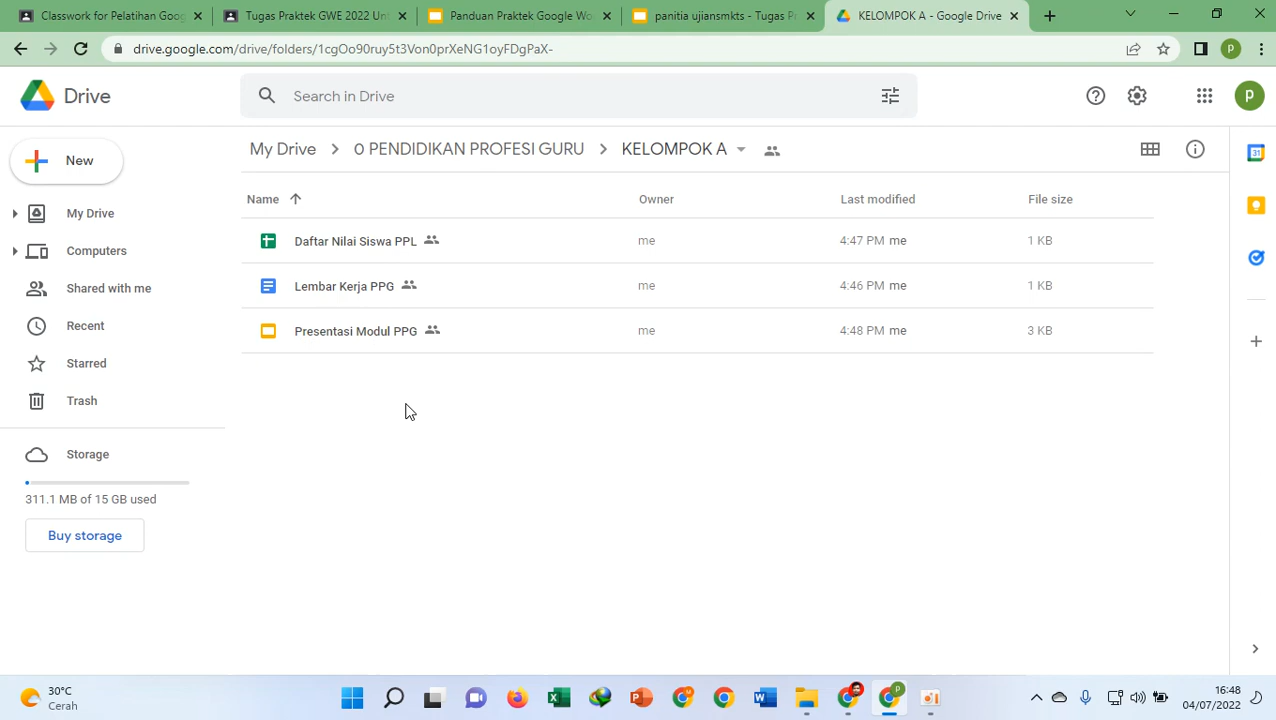 Classwork for Pelatihan Goog
Tugas Praktek GWE 2022 Unt
Panduan Praktek Google Wo
panitia ujiansmkts - Tugas P
KELOMPOK A - Google Drive
drive.google.com/drive/folders/1cgOo90ruy5t3Von0prXeNG1oyFDgPaX-
P
Drive
Search in Drive
p
New
My Drive
Computers
Shared with me
Recent
Starred
Trash
Storage
311.1 MB of 15 GB used
Buy storage
My Drive > 0 PENDIDIKAN PROFESI GURU > KELOMPOK A
Name Owner Last modified File size
Daftar Nilai Siswa PPL me 4:47 PM me 1 KB
Lembar Kerja PPG me 4:46 PM me 1 KB
Presentasi Modul PPG me 4:48 PM me 3 KB
31
30°C
Cerah
16:48
04/07/2022